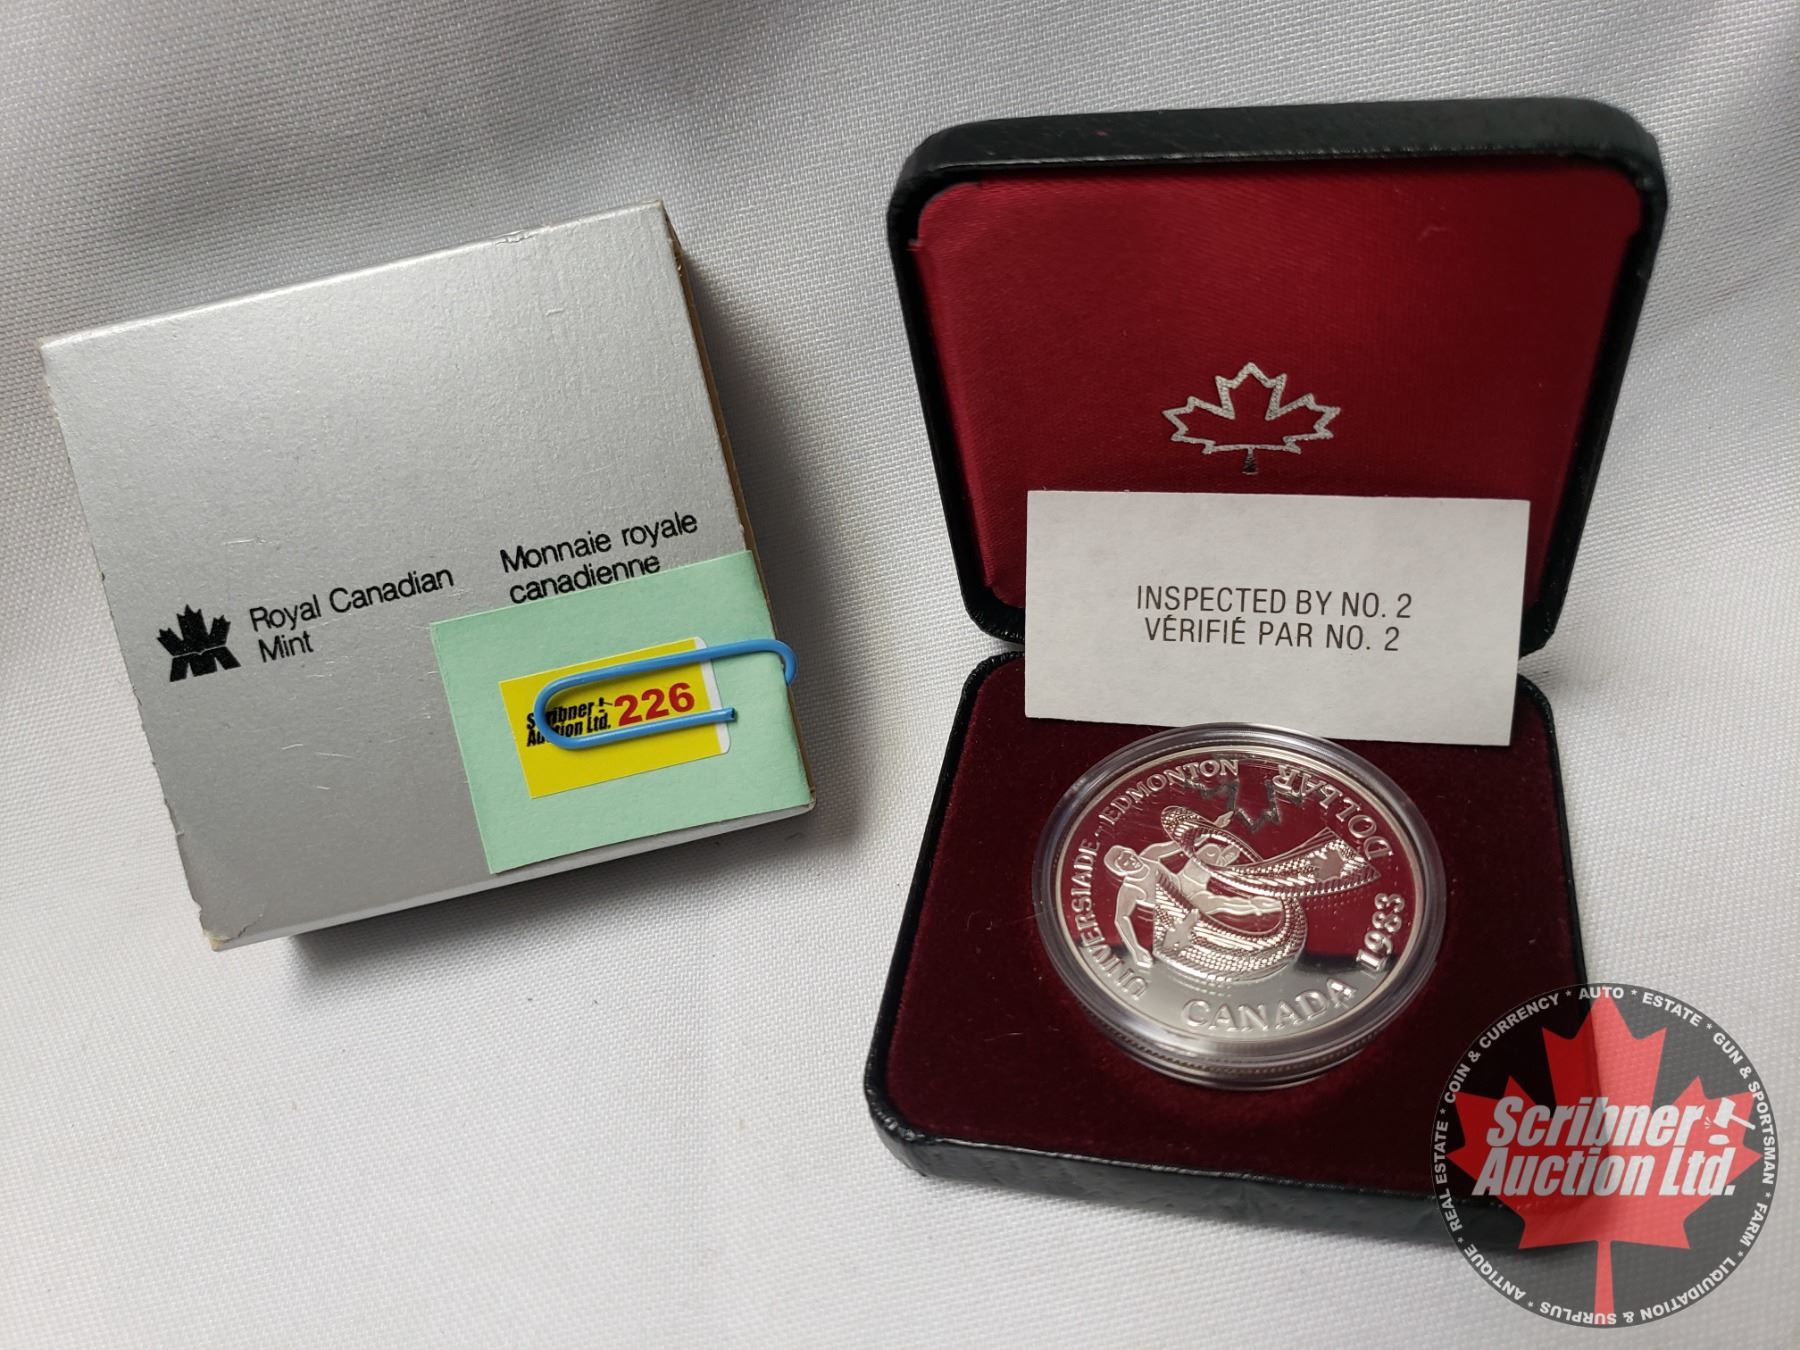 Royal Canadian
Mint
Monnaie royale
canadienne
Scribner
Auction Ltd.
226
INSPECTED BY NO. 2
VÉRIFIÉ PAR NO. 2
UNIVERSIADE - EDMONTON
DOLLAR
CANADA 1983
COIN & CURRENCY * AUTO * ESTATE * GUN & SPORTSMAN * FARM * LIQUIDATION & SURPLUS * ANTIQUE * REAL ESTATE *
Scribner
Auction Ltd.